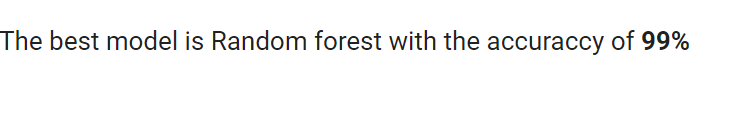 The best model is Random forest with the accuraccy of 99%